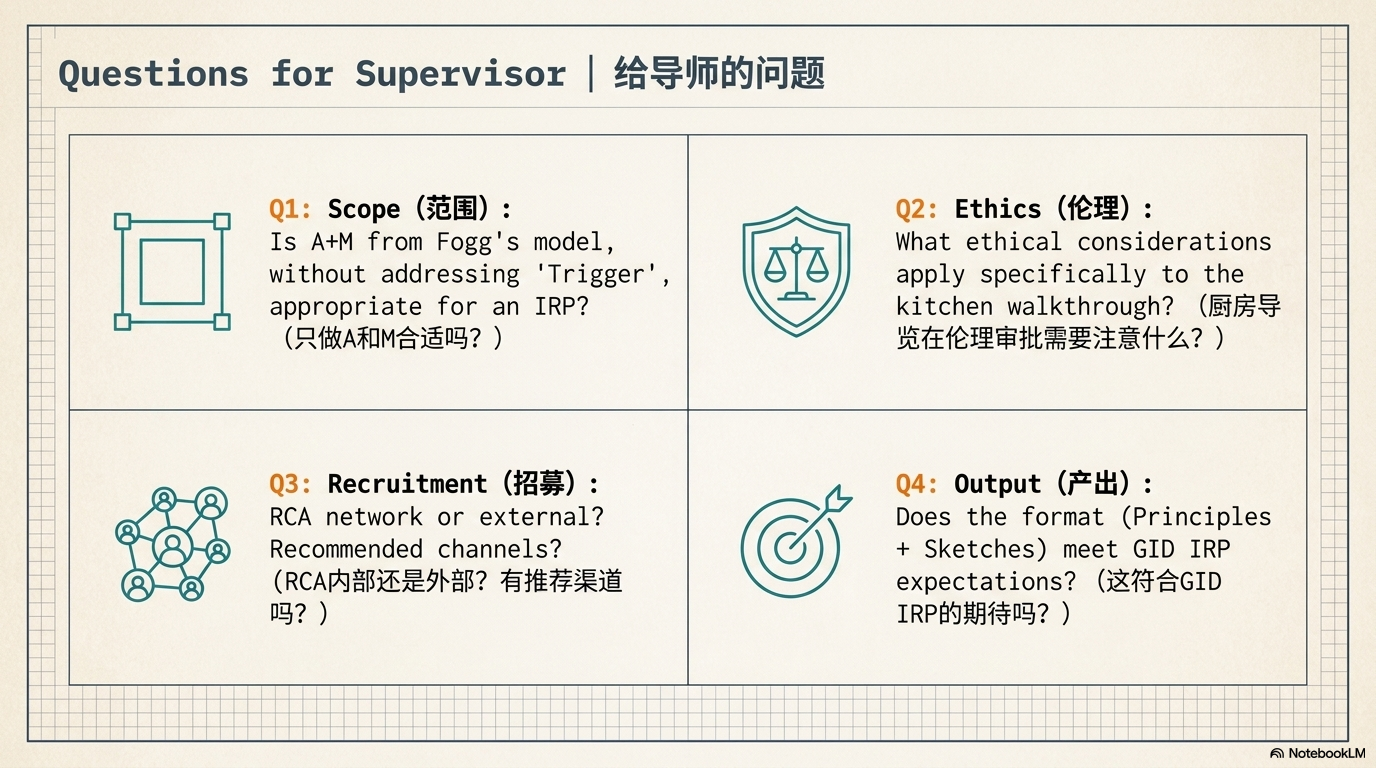 Questions for Supervisor | 给导师的问题
Q1: Scope（范围）:
Is A+M from Fogg's model,
without addressing 'Trigger',
appropriate for an IRP?
（只做A和M合适吗？）
Q2: Ethics（伦理）:
What ethical considerations
apply specifically to the
kitchen walkthrough? （厨房导
览在伦理审批需要注意什么？）
Q3: Recruitment（招募）:
RCA network or external?
Recommended channels?
(RCA内部还是外部？有推荐渠道
吗？)
Q4: Output（产出）:
Does the format (Principles
+ Sketches) meet GID IRP
expectations? （这符合GID
IRP的期待吗？）
NotebookLM